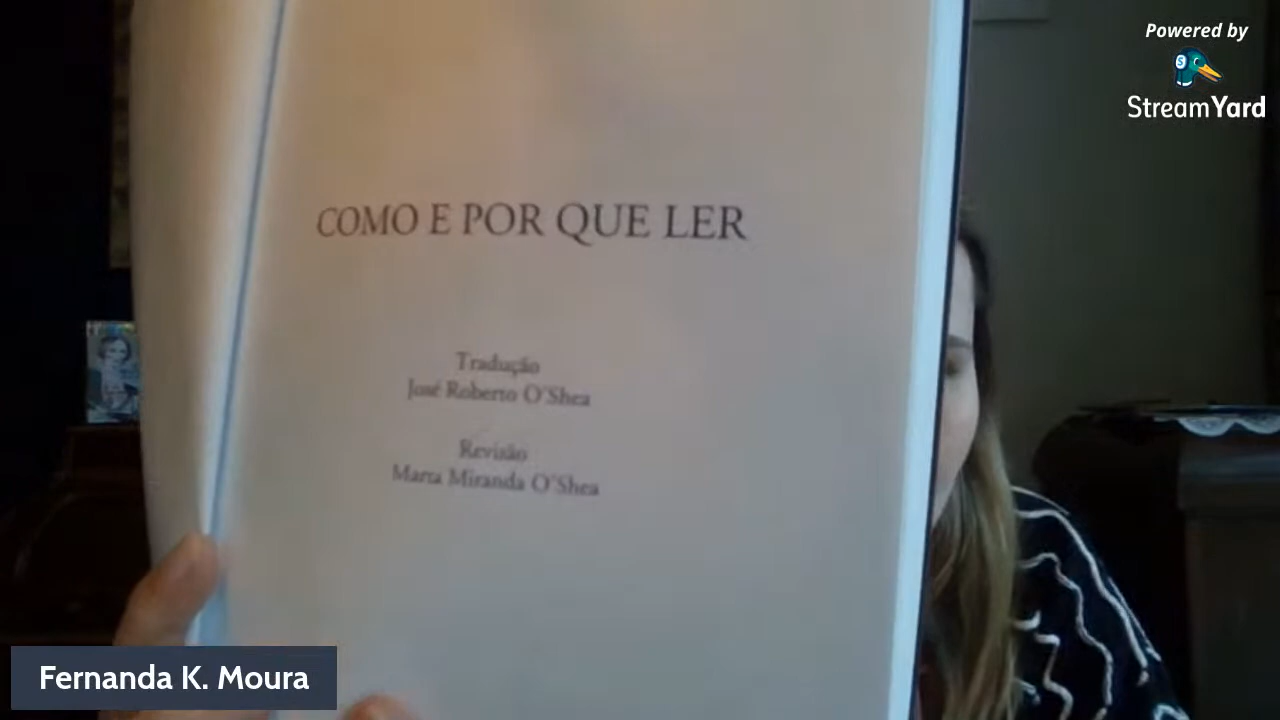 Powered by
StreamYard
COMO E POR QUE LER
Tradução
José Roberto O'Shea
Revisão
Marta Miranda O'Shea
Fernanda K. Moura